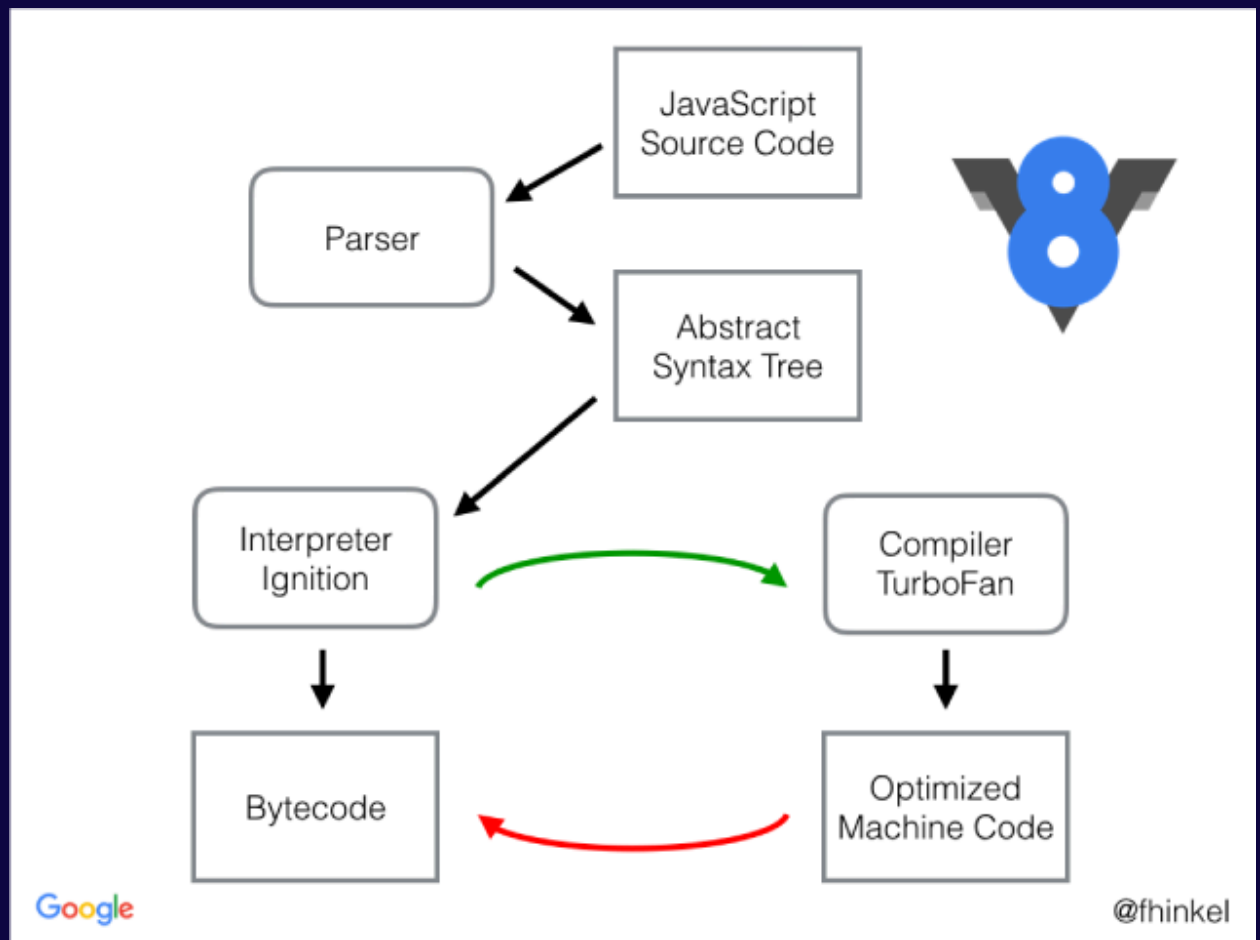 JavaScript
Source Code
Parser
Abstract
Syntax Tree
Interpreter
Ignition
Compiler
TurboFan
Bytecode
Optimized
Machine Code
Google
@fhinkel